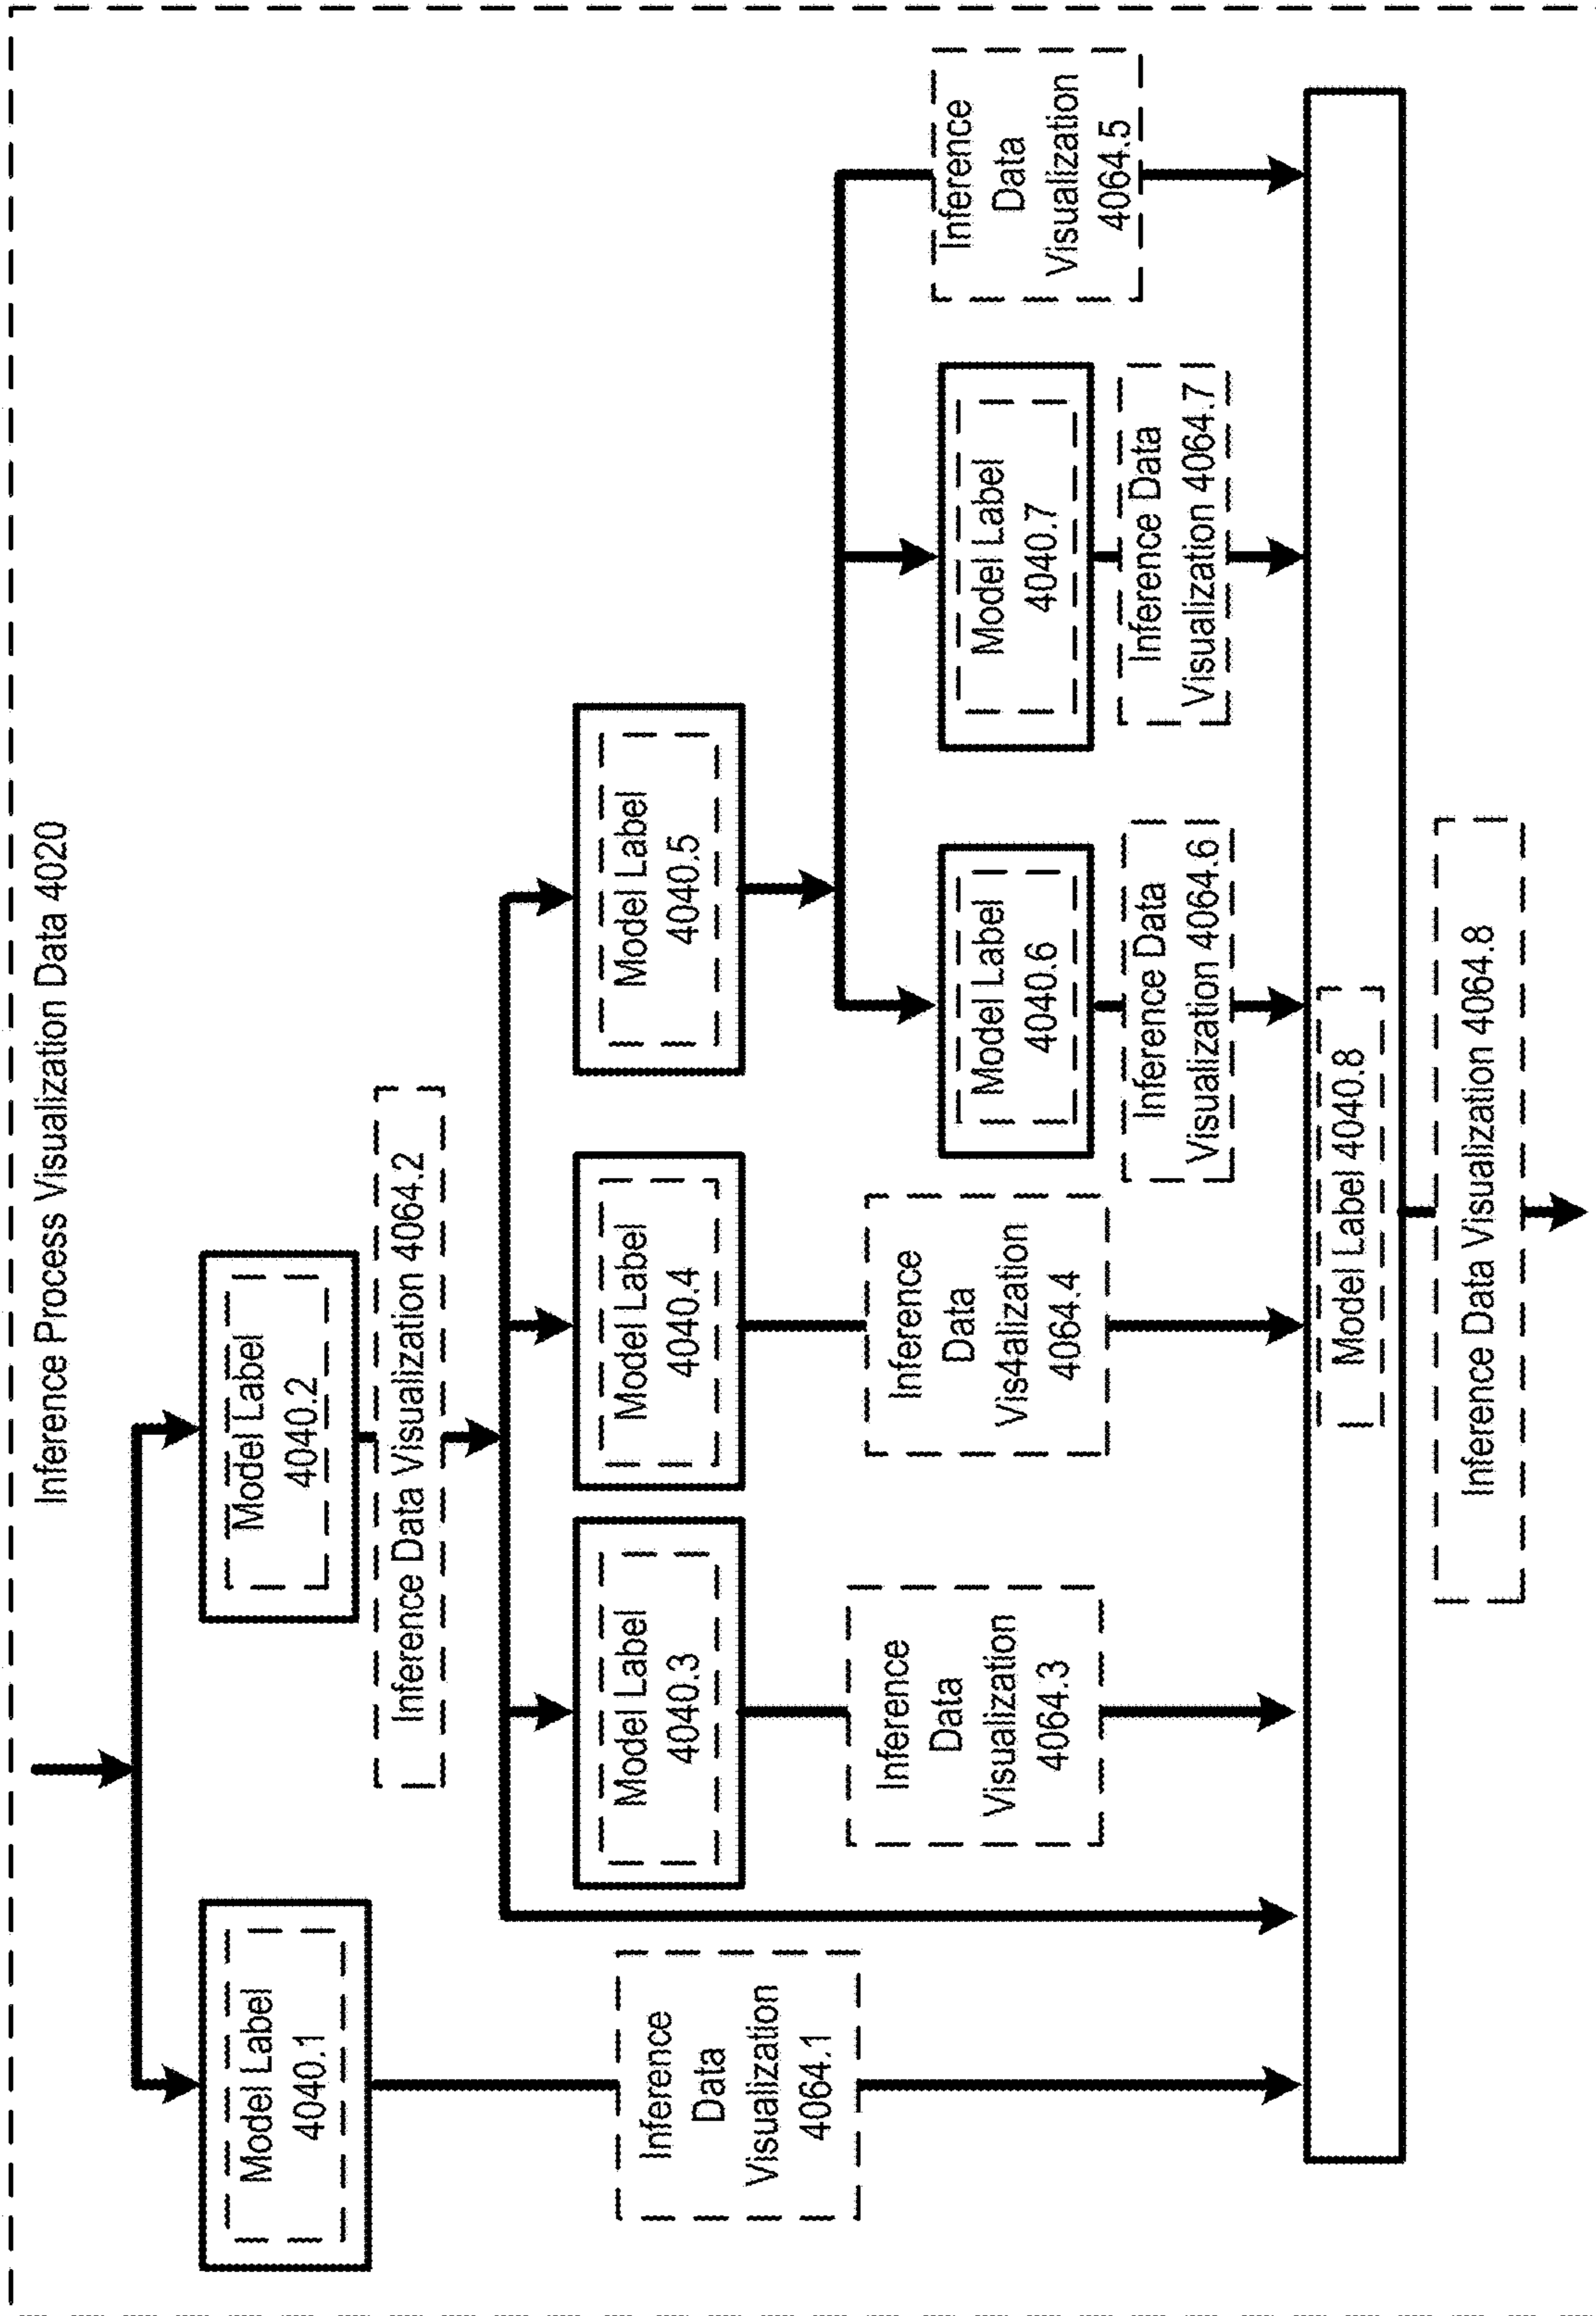 Inference Process Visualization Data 4020
Model Label
4040.1
Model Label
4040.2
Inference Data Visualization 4064.2
Model Label
4040.3
Model Label
4040.4
Model Label
4040.5
Inference
Data
Visualization
4064.1
Inference
Data
Visualization
4064.3
Inference
Data
Vis4alization
4064.4
Model Label
4040.6
Inference Data
Visualization 4064.6
Model Label
4040.7
Inference Data
Visualization 4064.7
Inference
Data
Visualization
4064.5
Model Label 4040.8
Inference Data Visualization 4064.8